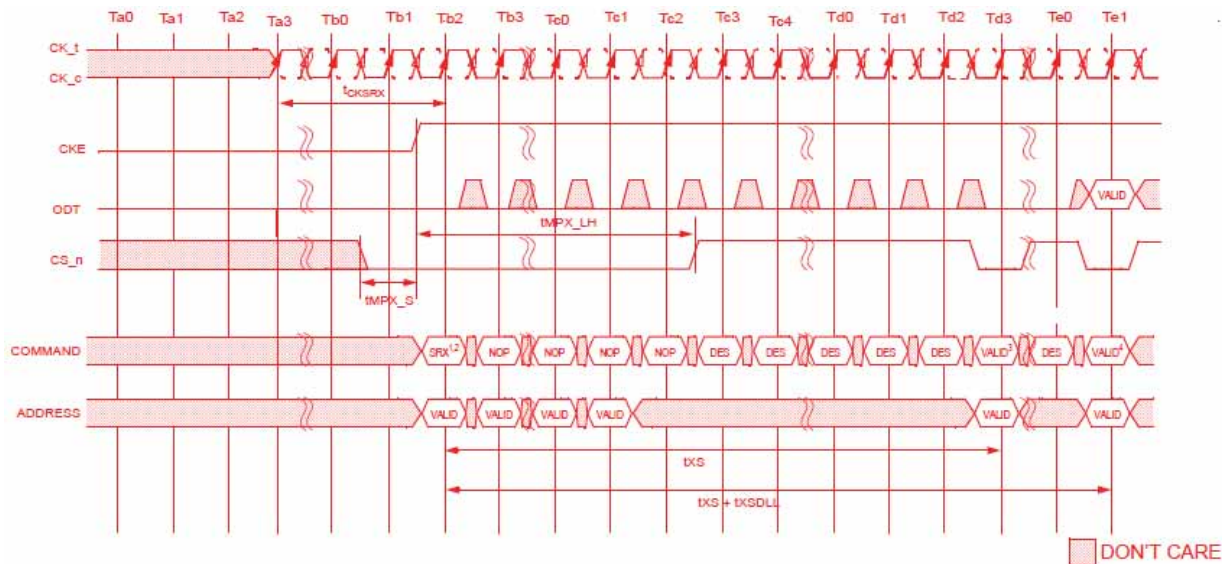 Ta0 Ta1 Ta2 Ta3 Tb0 Tb1 Tb2 Tb3 Tc0 Tc1 Tc2 Tc3 Tc4 Td0 Td1 Td2 Td3 Te0 Te1
CK_t
CK_c
tCKSRX
CKE
ODT
VALID
tMPX_LH
CS_n
tMPX_S
COMMAND
SRX1,2 NOP NOP NOP NOP DES DES DES DES DES VALID3 DES VALID4
ADDRESS
VALID VALID VALID VALID VALID VALID
tXS
tXS + tXSDLL
DON'T CARE